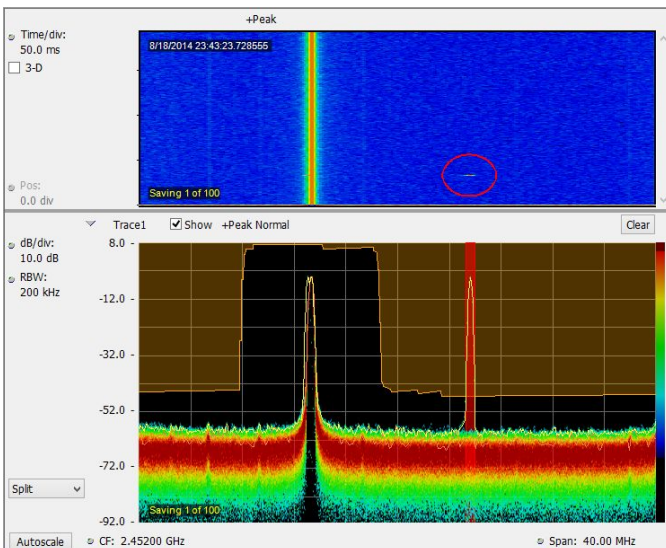 +Peak
Time/div:
50.0 ms
3-D
8/18/2014 23:43:23.728555
Pos:
0.0 div
Saving 1 of 100
Trace1 Show +Peak Normal Clear
dB/div:
10.0 dB
RBW:
200 kHz
8.0
-12.0
-32.0
-52.0
-72.0
-92.0
Split
Saving 1 of 100
Autoscale CF: 2.45200 GHz Span: 40.00 MHz